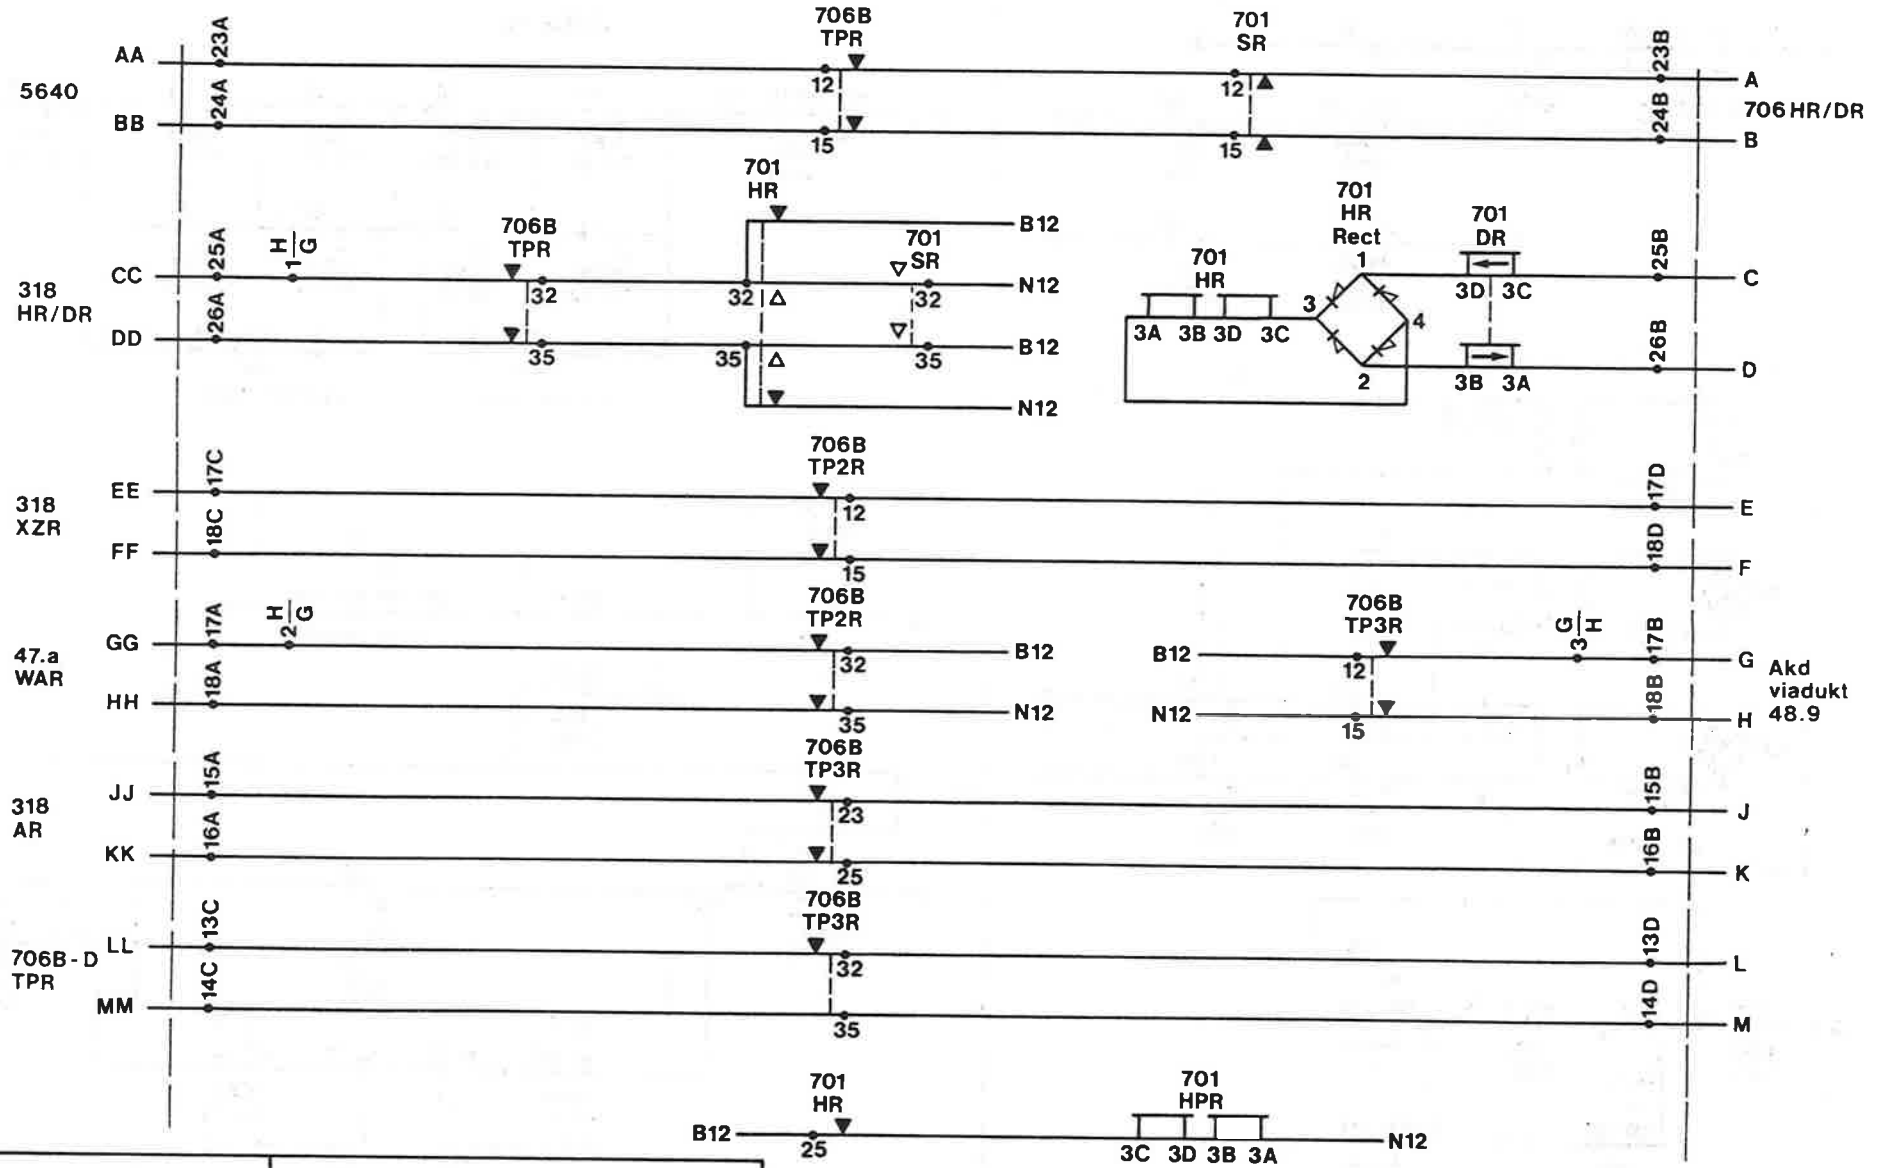 706B
TPR
701
SR
AA
23A
23B
A
5640
12
12
706 HR/DR
BB
24A
24B
B
15
15
701
HR
B12
706B
TPR
701
SR
701
HR
Rect
701
DR
701
HR
318
HR/DR
CC
25A
H
1
G
32
32
32
N12
1
3D 3C
25B
C
3
4
3A 3B 3D 3C
DD
26A
35
35
35
B12
2
3B 3A
26B
D
N12
706B
TP2R
318
XZR
EE
17C
12
17D
E
FF
18C
15
18D
F
706B
TP2R
706B
TP3R
47.a
WAR
GG
17A
H
2
G
32
B12
B12
12
G
3
H
17B
G
Akd
viadukt
48.9
HH
18A
35
N12
N12
15
18B
H
706B
TP3R
318
AR
JJ
15A
23
15B
J
KK
16A
25
16B
K
706B
TP3R
706B-D
TPR
LL
13C
32
13D
L
MM
14C
35
14D
M
701
HR
701
HPR
B12
25
3C 3D 3B 3A
N12